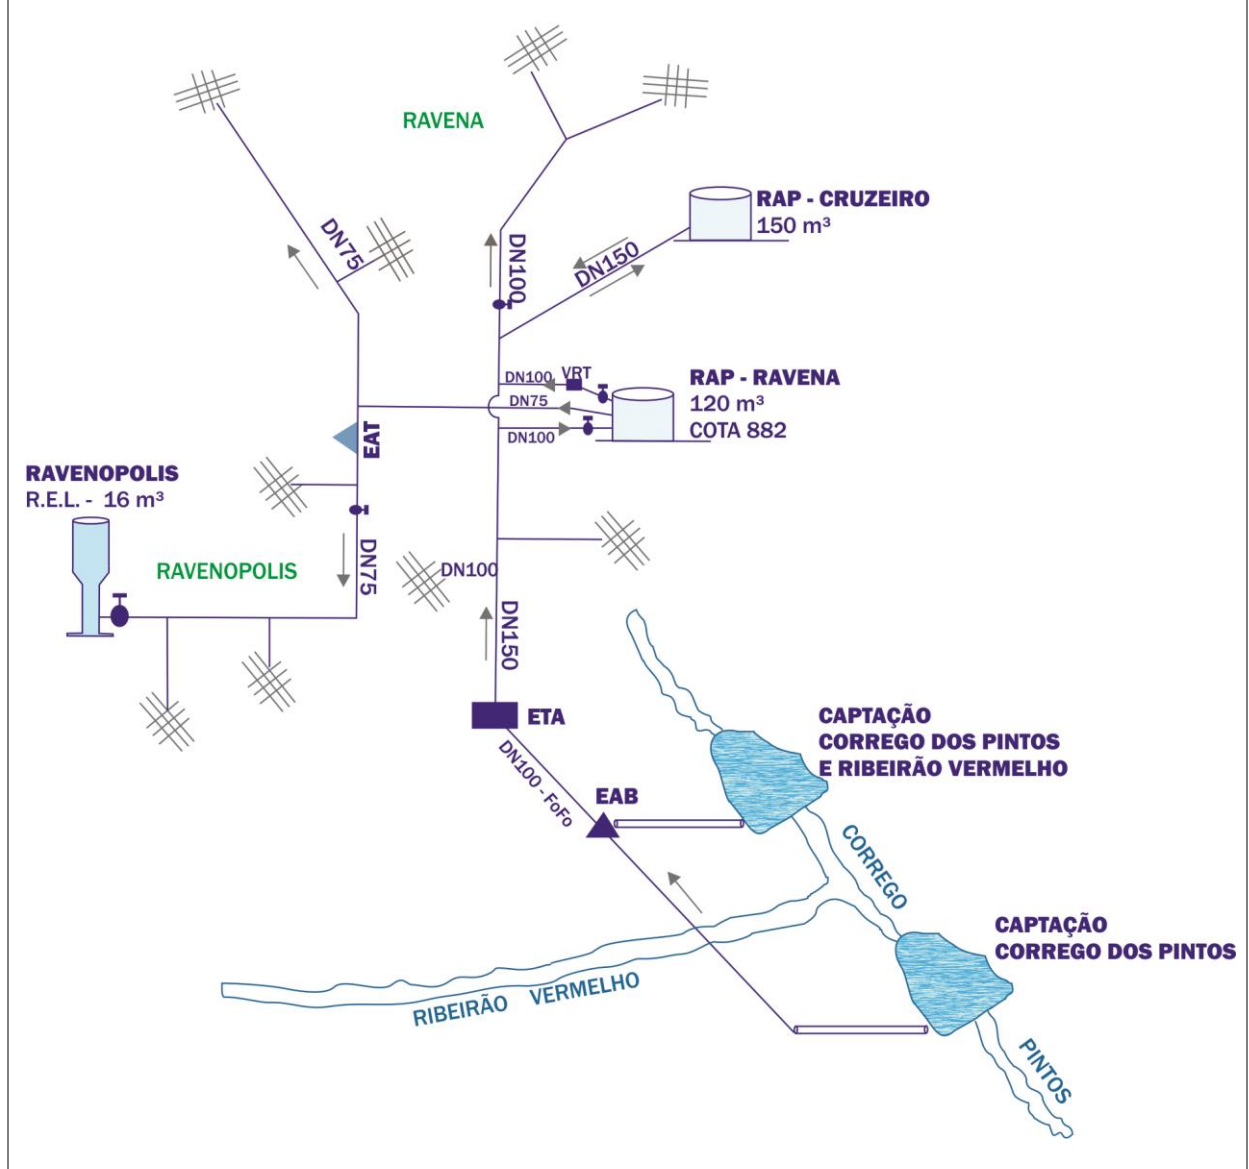 RAVENA
RAP - CRUZEIRO
150 m³
DN75
DN100
DN150
DN100
VRT
DN75
DN100
RAP - RAVENA
120 m³
COTA 882
EAT
RAVENOPOLIS
R.E.L. - 16 m³
RAVENOPOLIS
DN75
DN100
DN150
ETA
DN100 - FoFo
EAB
CAPTAÇÃO
CORREGO DOS PINTOS
E RIBEIRÃO VERMELHO
CORREGO
CAPTAÇÃO
CORREGO DOS PINTOS
RIBEIRÃO VERMELHO
PINTOS